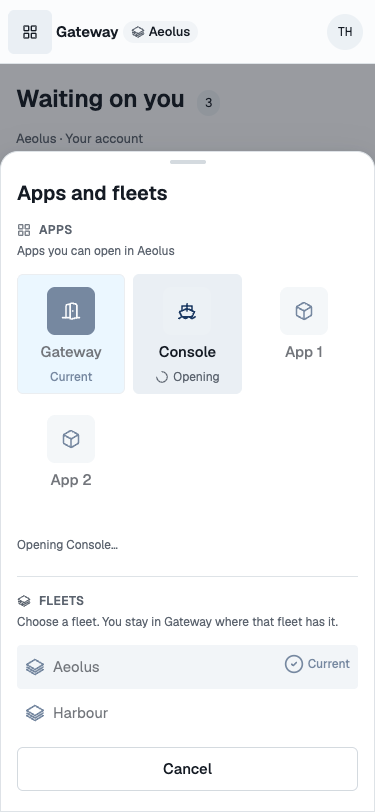 Gateway
Aeolus
TH
Waiting on you 3
Aeolus · Your account
Apps and fleets
APPS
Apps you can open in Aeolus
Gateway
Current
Console
Opening
App 1
App 2
Opening Console…
FLEETS
Choose a fleet. You stay in Gateway where that fleet has it.
Aeolus
Current
Harbour
Cancel